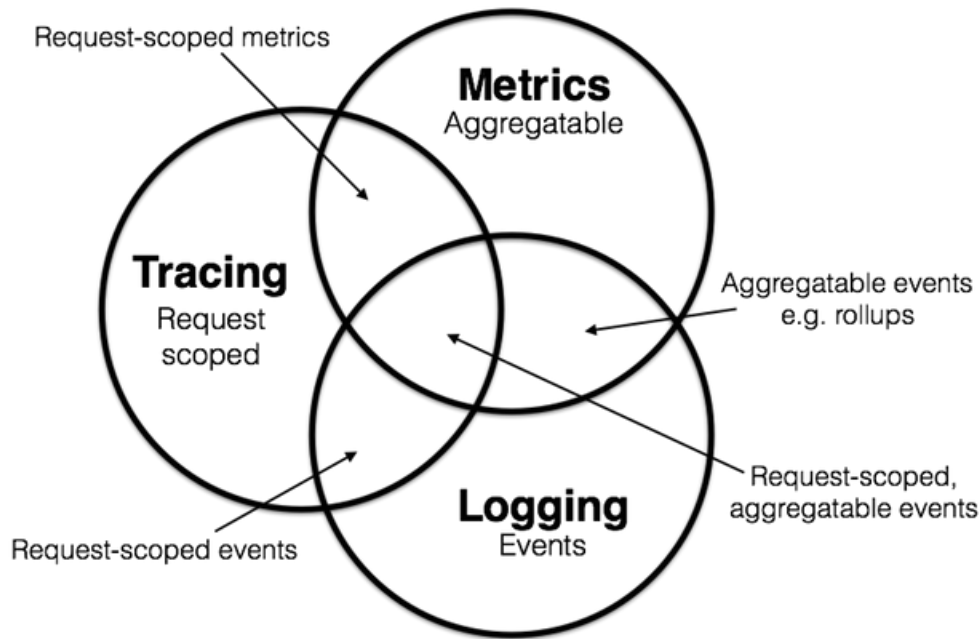 Request-scoped metrics
Metrics
Aggregatable
Tracing
Request
scoped
Aggregatable events
e.g. rollups
Request-scoped,
aggregatable events
Logging
Events
Request-scoped events